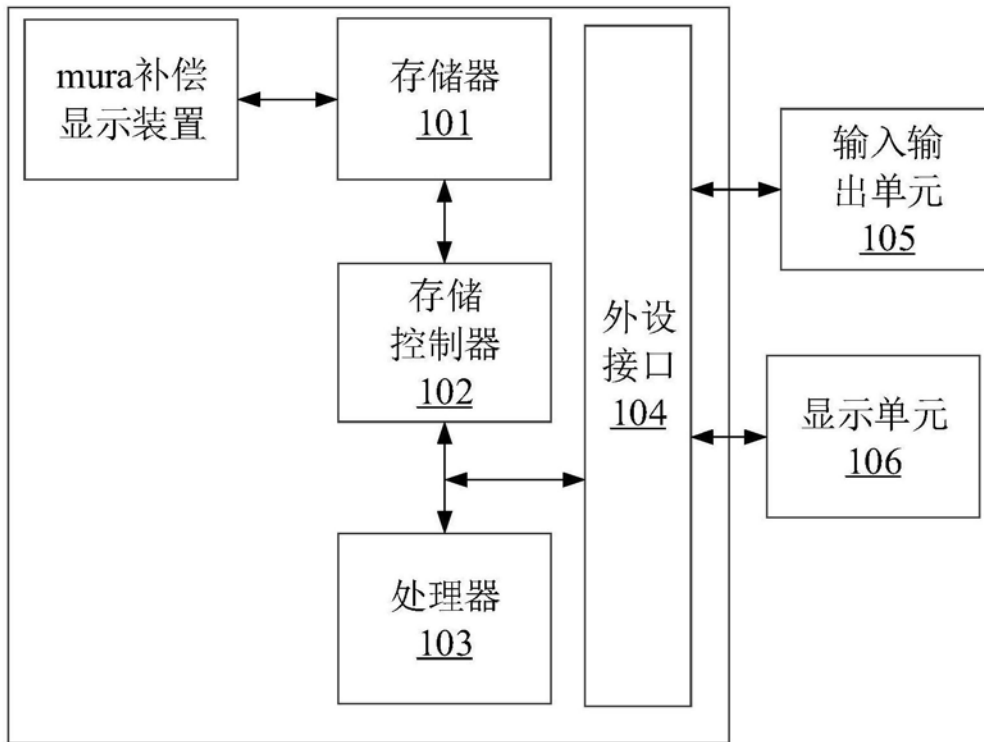 mura补偿
显示装置
存储器
101
存储
控制器
102
处理器
103
外设
接口
104
输入输
出单元
105
显示单元
106